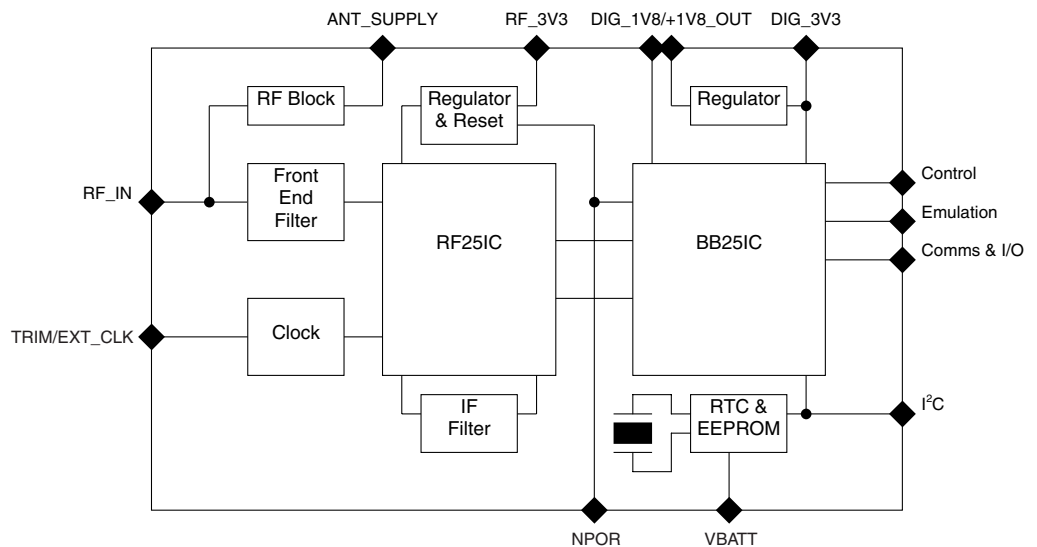 ANT_SUPPLY RF_3V3 DIG_1V8/+1V8_OUT DIG_3V3
RF Block
Regulator
& Reset
Regulator
RF_IN
Front
End
Filter
RF25IC
BB25IC
Control
Emulation
Comms & I/O
TRIM/EXT_CLK
Clock
IF
Filter
RTC &
EEPROM
I²C
NPOR VBATT